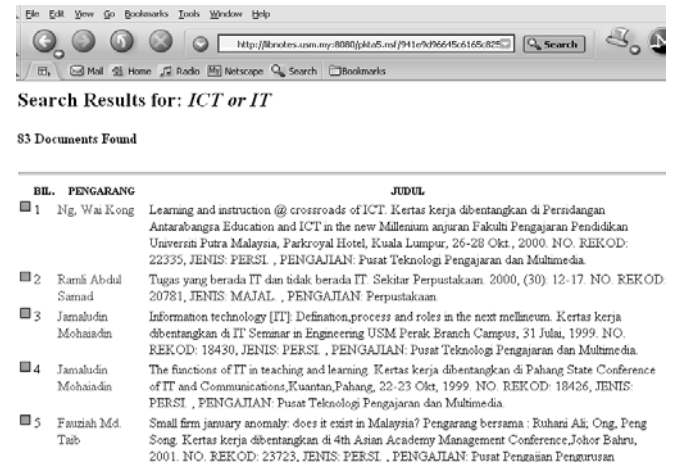 File Edit View Go Bookmarks Tools Window Help
http://libnotes.usm.my:8080/pkta5.nsf/941e9d96645c6165c825 Search
Mail Home Radio Netscape Search Bookmarks
Search Results for: ICT or IT
83 Documents Found
BIL. PENGARANG JUDUL
1 Ng, Wai Kong Learning and instruction @ crossroads of ICT. Kertas kerja dibentangkan di Persidangan
Antarabangsa Education and ICT in the new Millenium anjuran Fakulti Pengajaran Pendidikan
Universiti Putra Malaysia, Parkroyal Hotel, Kuala Lumpur, 26-28 Okt., 2000. NO. REKOD:
22335, JENIS: PERSI. , PENGAJIAN: Pusat Teknologi Pengajaran dan Multimedia.
2 Ramli Abdul Tugas yang berada IT dan tidak berada IT. Sekitar Perpustakaan. 2000, (30): 12-17. NO. REKOD:
Samad 20781, JENIS: MAJAL. , PENGAJIAN: Perpustakaan.
3 Jamaludin Information technology [IT]: Defination,process and roles in the next mellineum. Kertas kerja
Mohaiadin dibentangkan di IT Seminar in Engineering USM Perak Branch Campus, 31 Julai, 1999. NO.
REKOD: 18430, JENIS: PERSI. , PENGAJIAN: Pusat Teknologi Pengajaran dan Multimedia.
4 Jamaludin The functions of IT in teaching and learning. Kertas kerja dibentangkan di Pahang State Conference
Mohaiadin of IT and Communications,Kuantan,Pahang, 22-23 Okt, 1999. NO. REKOD: 18426, JENIS:
PERSI. , PENGAJIAN: Pusat Teknologi Pengajaran dan Multimedia.
5 Fauziah Md. Small firm january anomaly: does it exist in Malaysia? Pengarang bersama : Ruhani Ali; Ong, Peng
Taib Song. Kertas kerja dibentangkan di 4th Asian Academy Management Conference,Johor Bahru,
2001. NO. REKOD: 23723, JENIS: PERSI. , PENGAJIAN: Pusat Pengajian Pengurusan